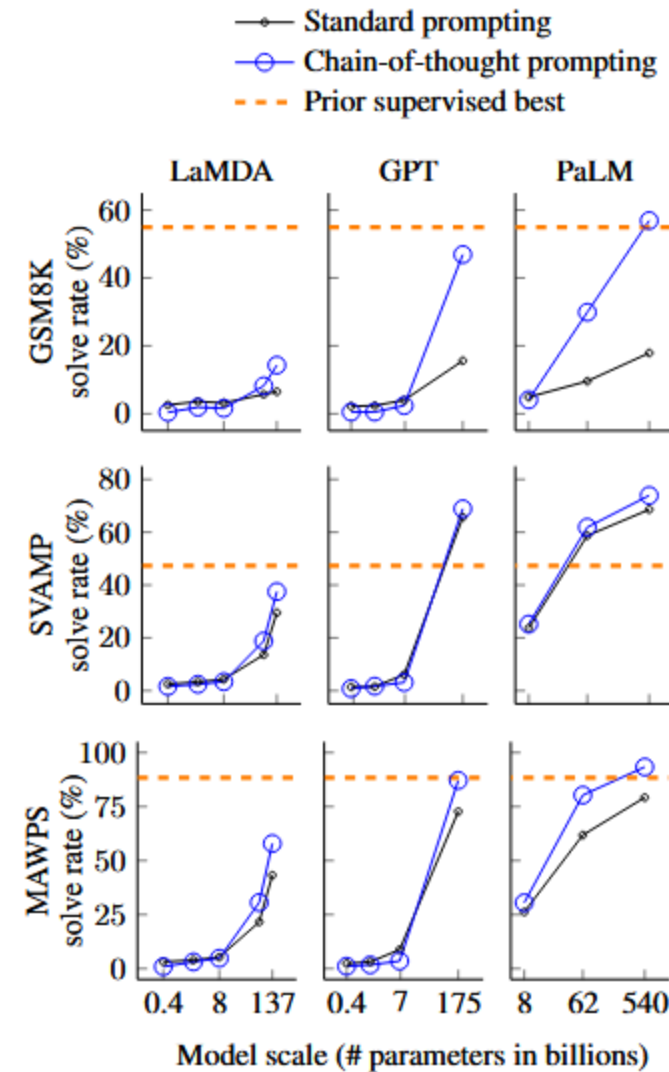 Standard prompting
Chain-of-thought prompting
Prior supervised best
LaMDA GPT PaLM
GSM8K
solve rate (%)
60
40
20
0
SVAMP
solve rate (%)
80
60
40
20
0
MAWPS
solve rate (%)
100
75
50
25
0
0.4 8 137 0.4 7 175 8 62 540
Model scale (# parameters in billions)